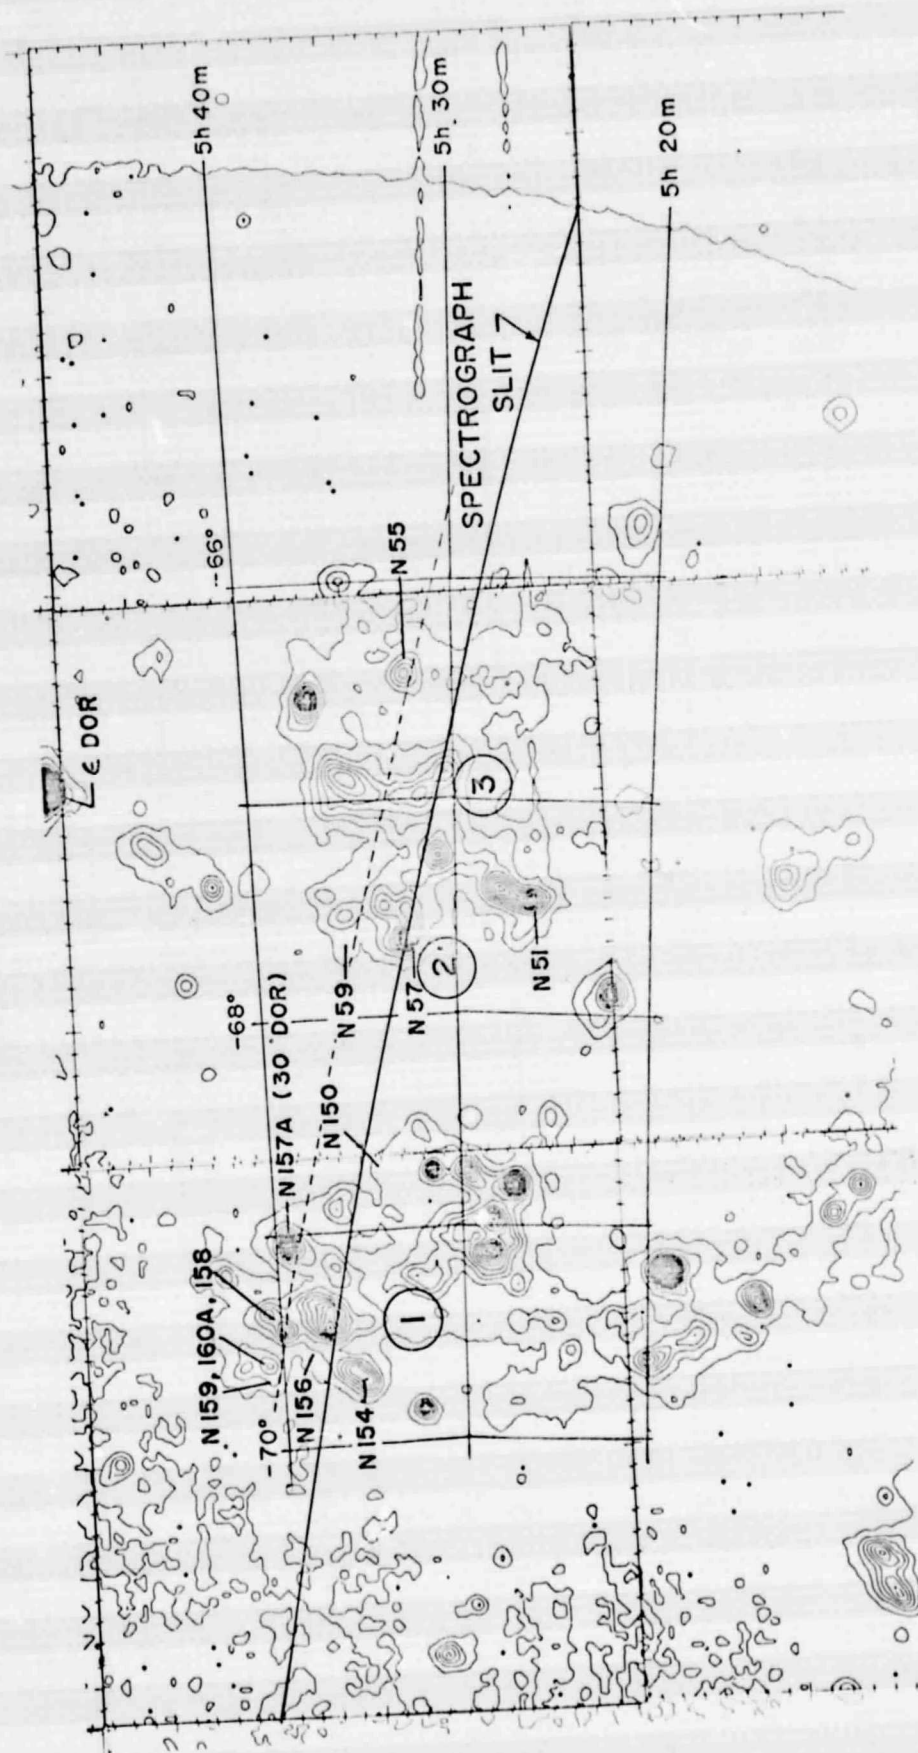 5h 40m
5h 30m
5h 20m
SPECTROGRAPH
SLIT
-66°
N55
ε DOR
3
N51
2
N57
N59
-68°
N157A (30 DOR)
N150
N159, 160A, 158
1
-70°
N156
N154